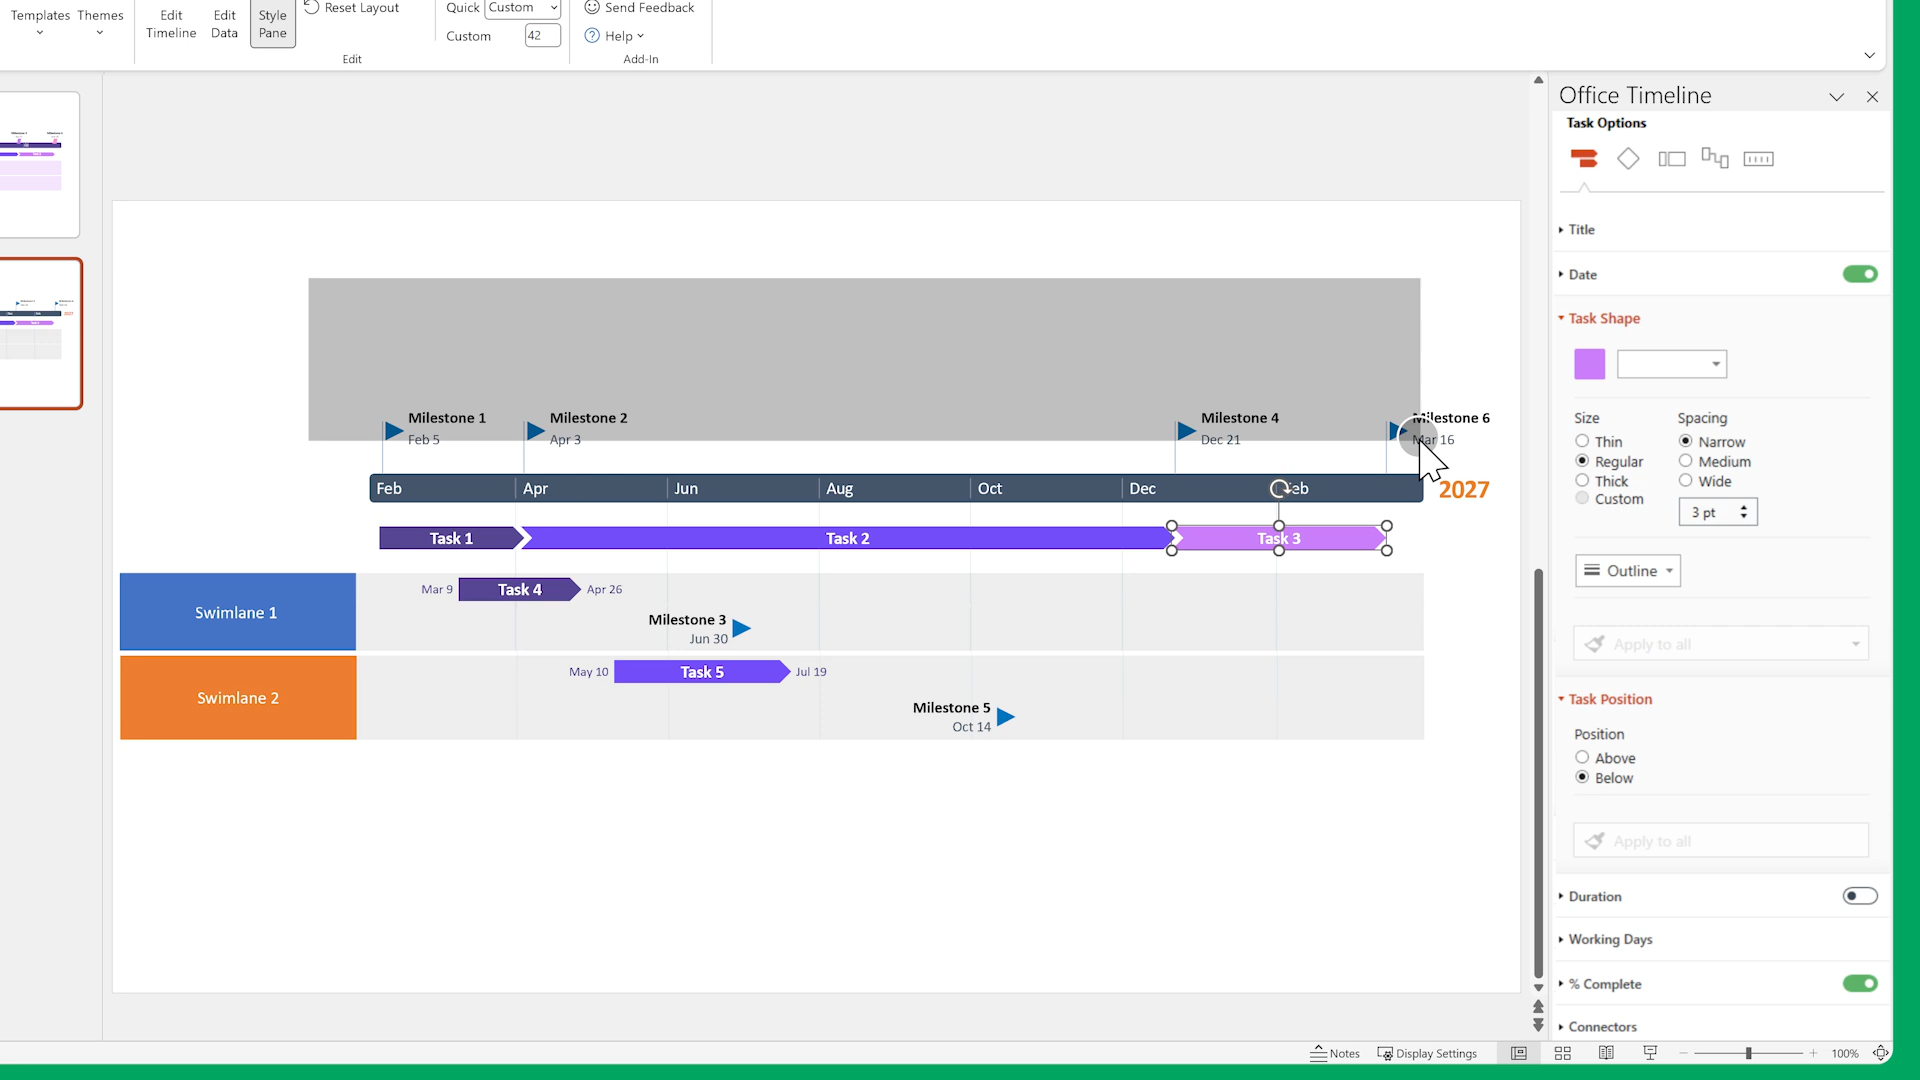 Templates
Themes
Edit
Timeline
Edit
Data
Style
Pane
Reset Layout
Edit
Quick
Custom
Custom
42
Send Feedback
Help
Add-In
Office Timeline
Task Options
Title
Date
Task Shape
Size
Spacing
Thin
Narrow
Regular
Medium
Thick
Wide
Custom
3 pt
Outline
Apply to all
Task Position
Position
Above
Below
Apply to all
Duration
Working Days
% Complete
Connectors
Milestone 1
Feb 5
Milestone 2
Apr 3
Milestone 4
Dec 21
Milestone 6
Mar 16
Feb
Apr
Jun
Aug
Oct
Dec
eb
2027
Task 1
Task 2
Task 3
Swimlane 1
Mar 9
Task 4
Apr 26
Milestone 3
Jun 30
Swimlane 2
May 10
Task 5
Jul 19
Milestone 5
Oct 14
Notes
Display Settings
100%